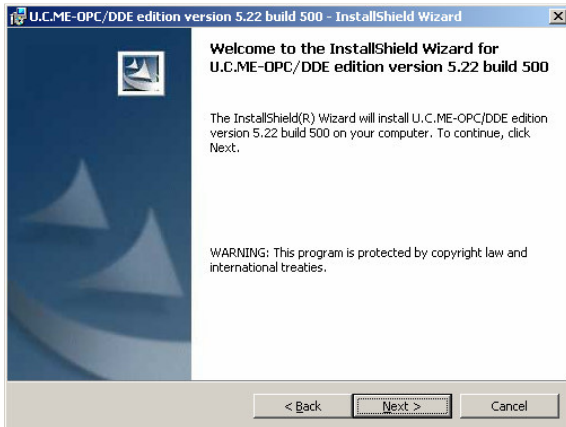 U.C.ME-OPC/DDE edition version 5.22 build 500 - InstallShield Wizard
Welcome to the InstallShield Wizard for
U.C.ME-OPC/DDE edition version 5.22 build 500
The InstallShield(R) Wizard will install U.C.ME-OPC/DDE edition
version 5.22 build 500 on your computer. To continue, click
Next.
WARNING: This program is protected by copyright law and
international treaties.
< Back Next > Cancel